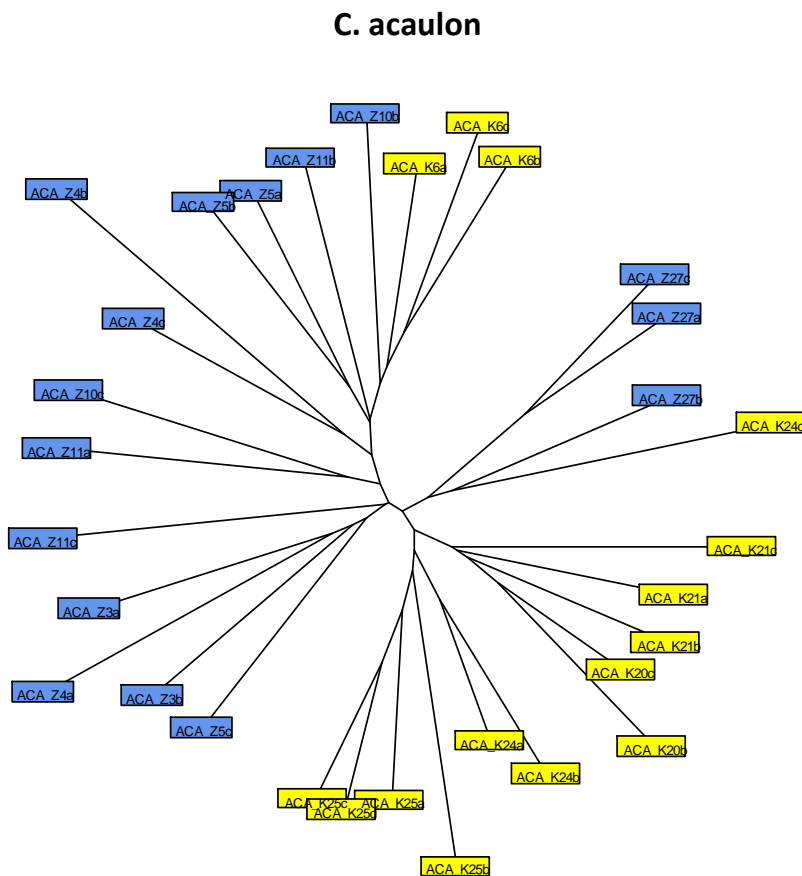 C. acaulon
ACA_Z10b
ACA_K6c
ACA_Z11b
ACA_K6b
ACA_K6a
ACA_Z4b
ACA_Z5a
ACA_Z5b
ACA_Z27c
ACA_Z27a
ACA_Z4c
ACA_Z10c
ACA_Z27b
ACA_K24c
ACA_Z11a
ACA_Z11c
ACA_K21c
ACA_K21a
ACA_Z3a
ACA_K21b
ACA_K20c
ACA_Z4a
ACA_Z3b
ACA_Z5c
ACA_K24a
ACA_K20b
ACA_K24b
ACA_K25c
ACA_K25a
ACA_K25d
ACA_K25b